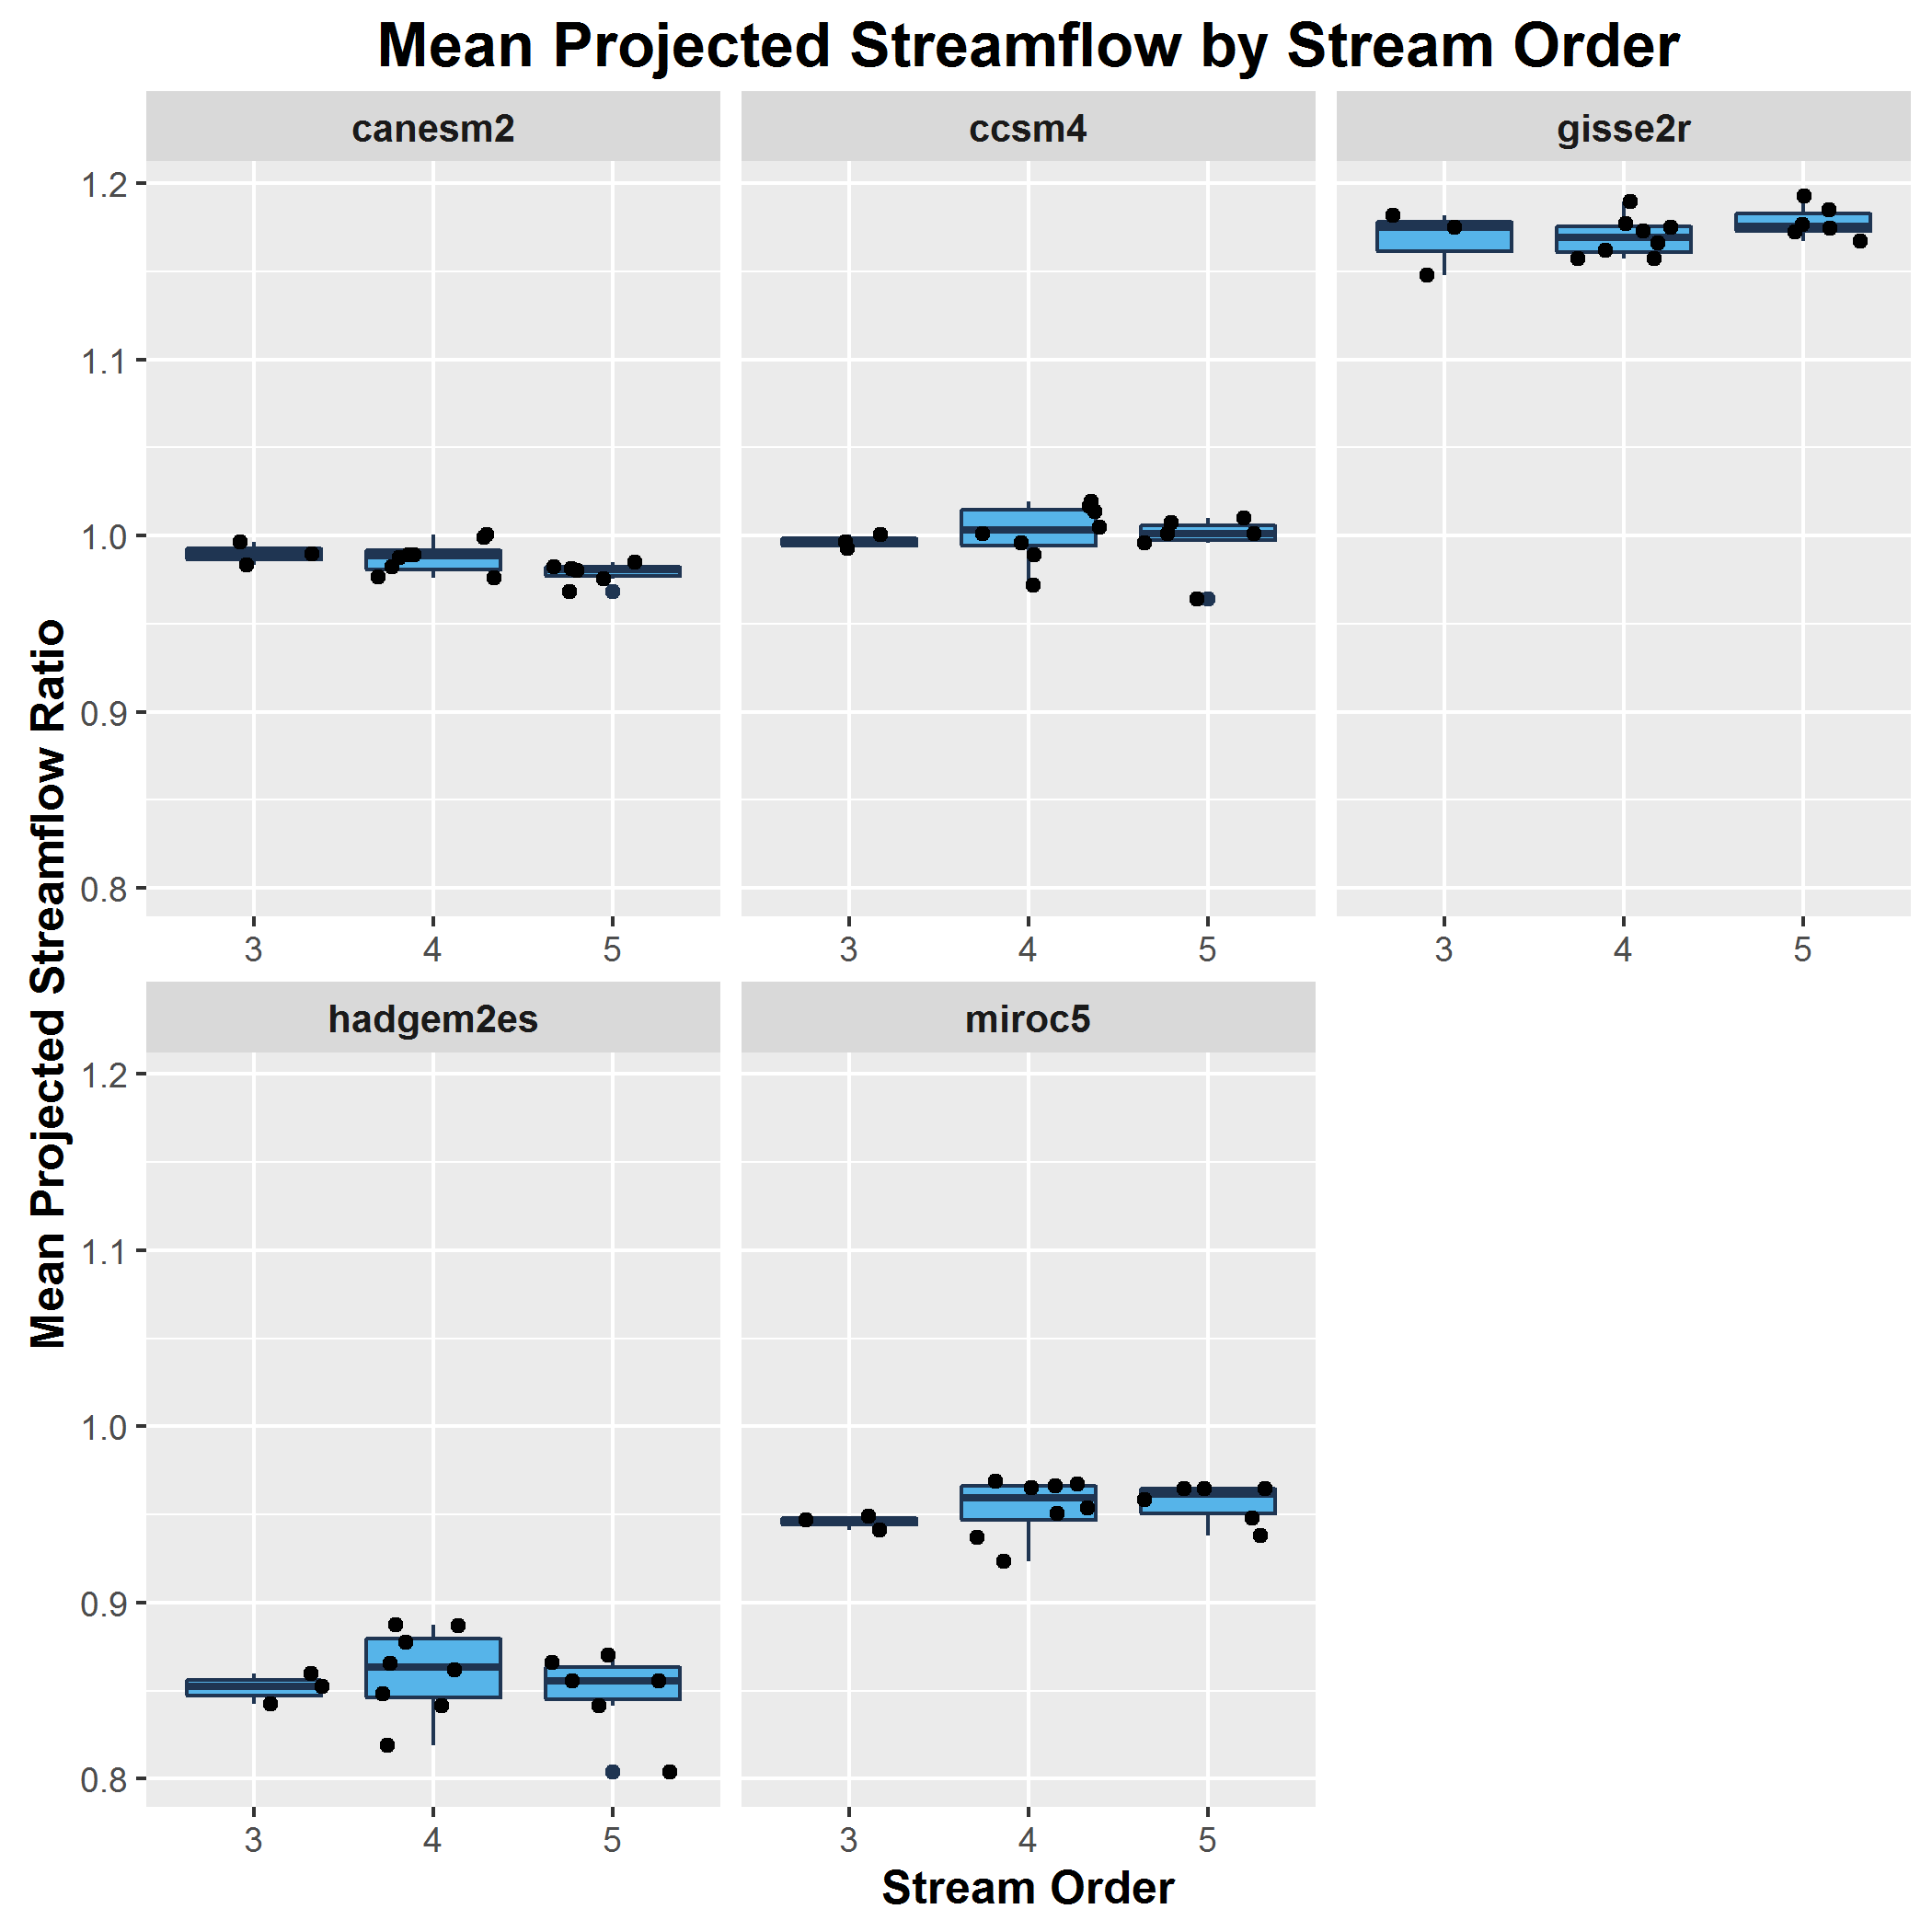 Mean Projected Streamflow by Stream Order
canesm2
ccsm4
gisse2r
1.2
1.1
1.0
0.9
0.8
3 4 5
3 4 5
3 4 5
Mean Projected Streamflow Ratio
hadgem2es
miroc5
1.2
1.1
1.0
0.9
0.8
3 4 5
3 4 5
Stream Order